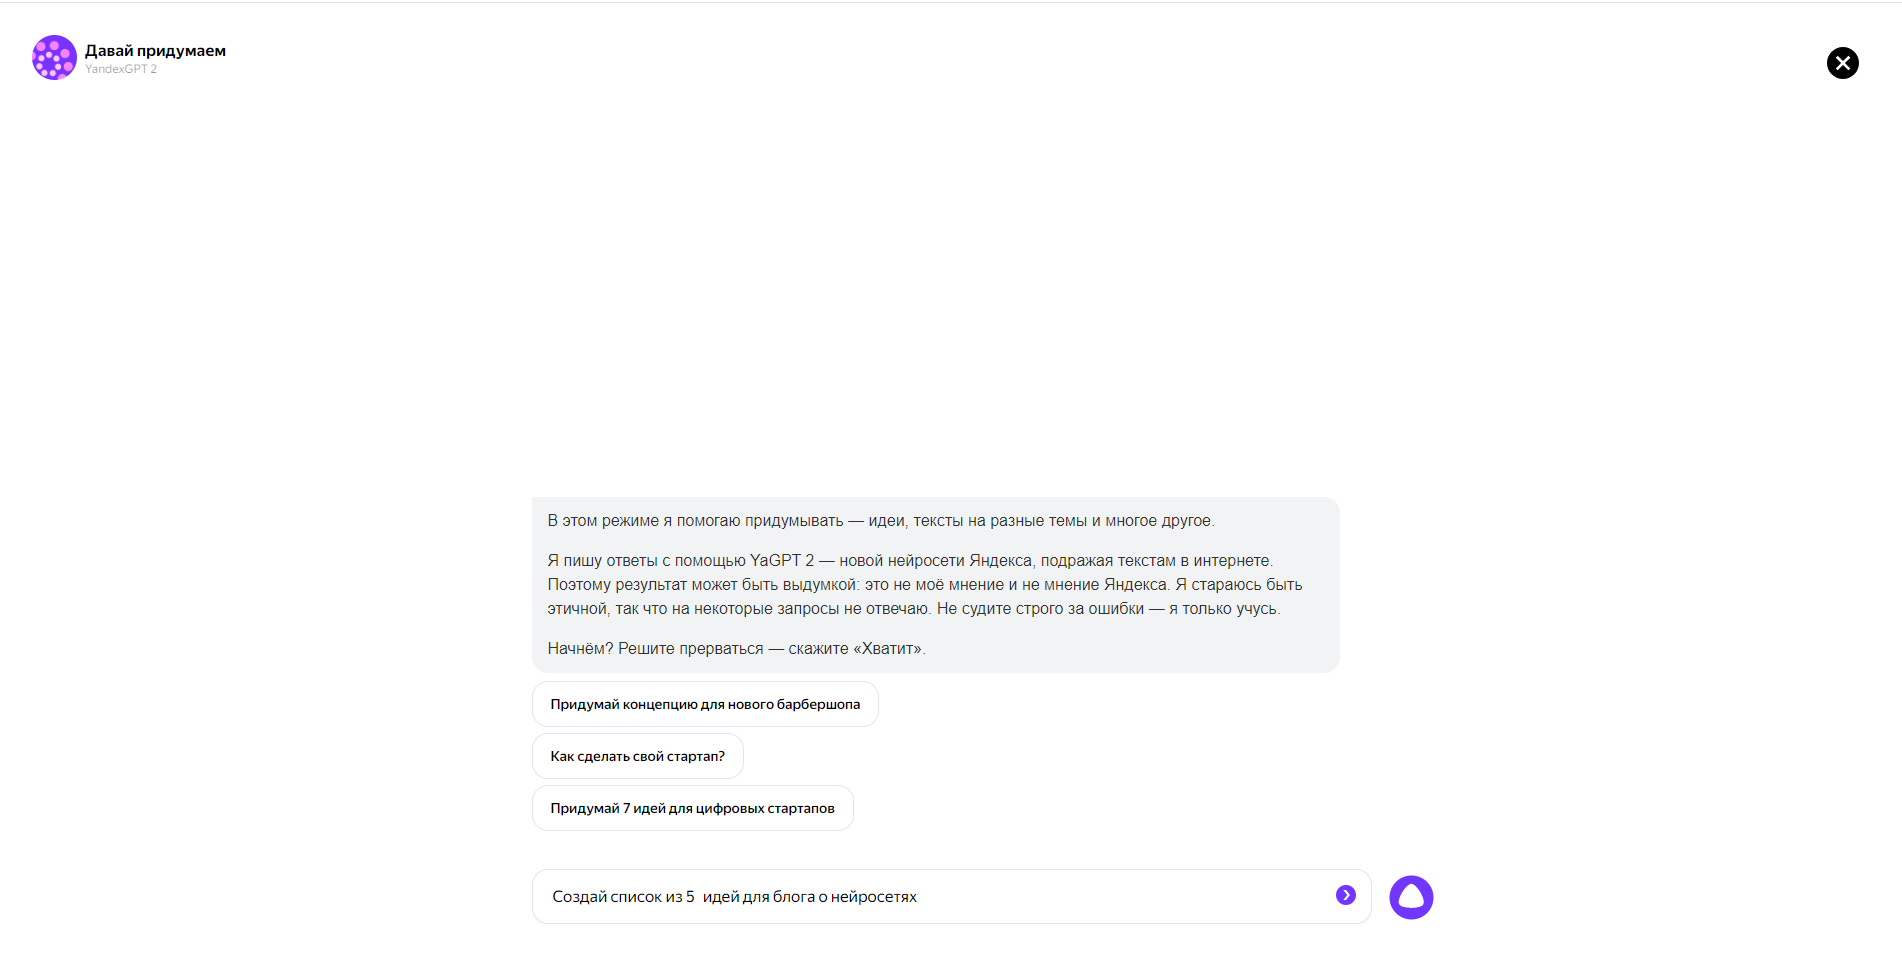 Давай придумаем
YandexGPT 2
В этом режиме я помогаю придумывать — идеи, тексты на разные темы и многое другое.
Я пишу ответы с помощью YaGPT 2 — новой нейросети Яндекса, подражая текстам в интернете.
Поэтому результат может быть выдумкой: это не моё мнение и не мнение Яндекса. Я стараюсь быть
этичной, так что на некоторые запросы не отвечаю. Не судите строго за ошибки — я только учусь.
Начнём? Решите прерваться — скажите «Хватит».
Придумай концепцию для нового барбершопа
Как сделать свой стартап?
Придумай 7 идей для цифровых стартапов
Создай список из 5  идей для блога о нейросетях